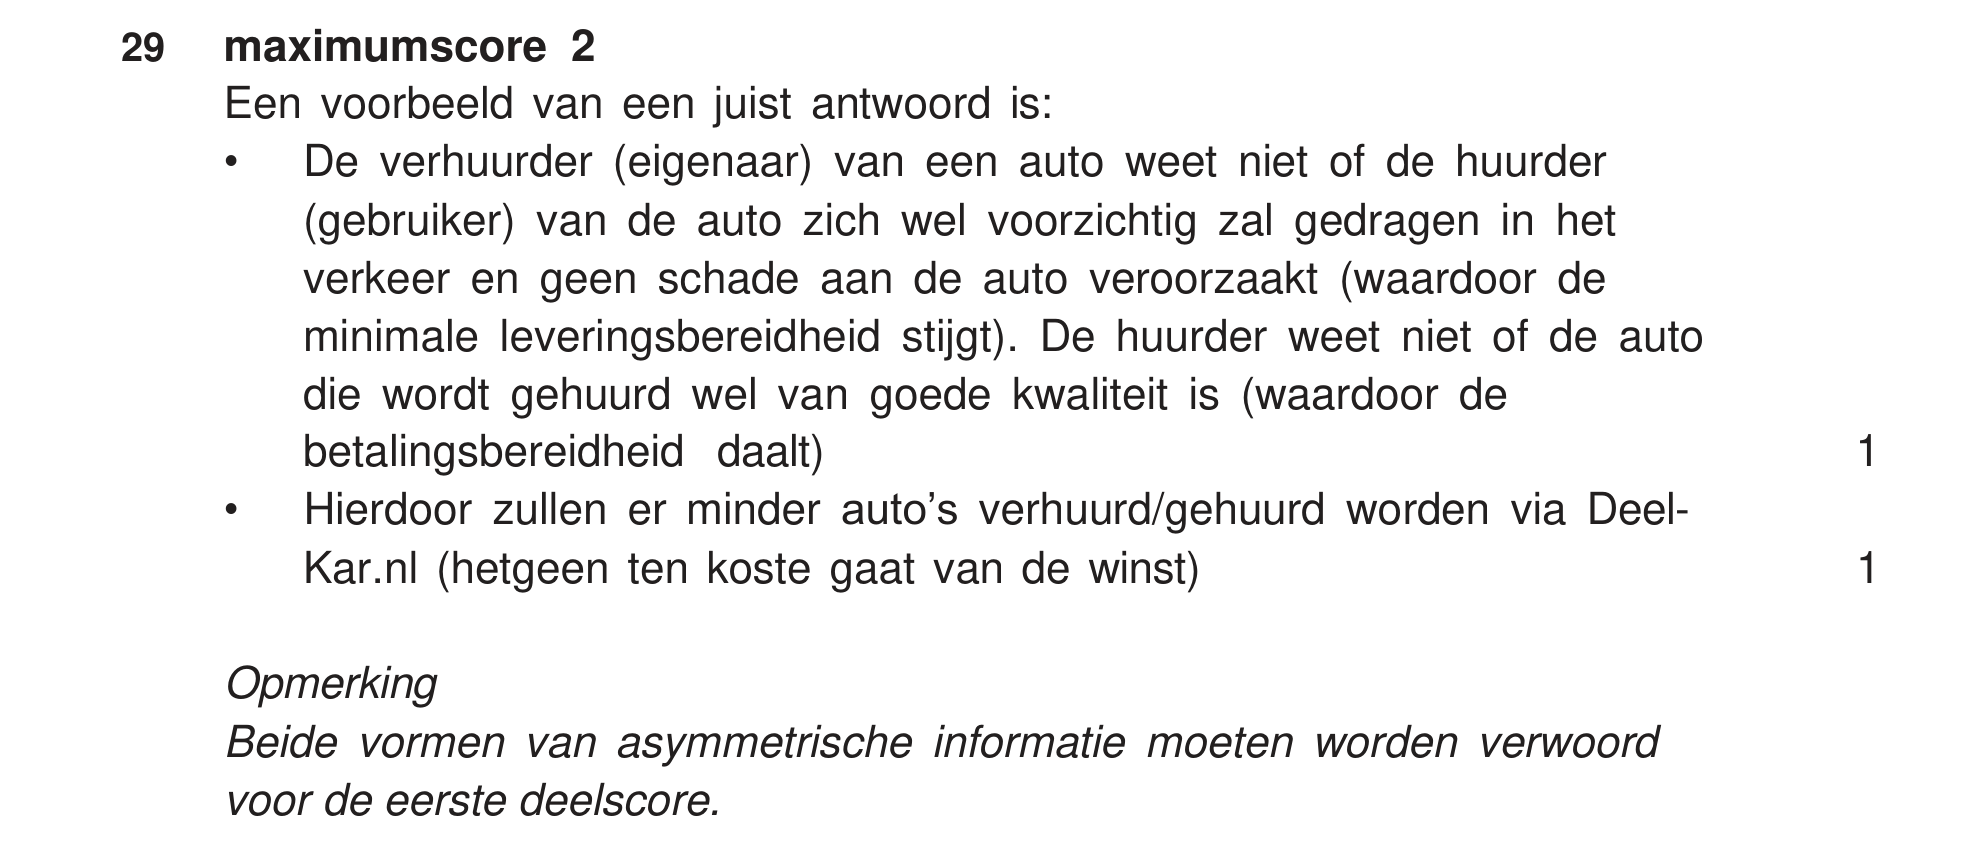 29 maximumscore 2
Een voorbeeld van een juist antwoord is:
• De verhuurder (eigenaar) van een auto weet niet of de huurder
(gebruiker) van de auto zich wel voorzichtig zal gedragen in het
verkeer en geen schade aan de auto veroorzaakt (waardoor de
minimale leveringsbereidheid stijgt). De huurder weet niet of de auto
die wordt gehuurd wel van goede kwaliteit is (waardoor de
betalingsbereidheid daalt) 1
• Hierdoor zullen er minder auto’s verhuurd/gehuurd worden via Deel-
Kar.nl (hetgeen ten koste gaat van de winst) 1
Opmerking
Beide vormen van asymmetrische informatie moeten worden verwoord
voor de eerste deelscore.